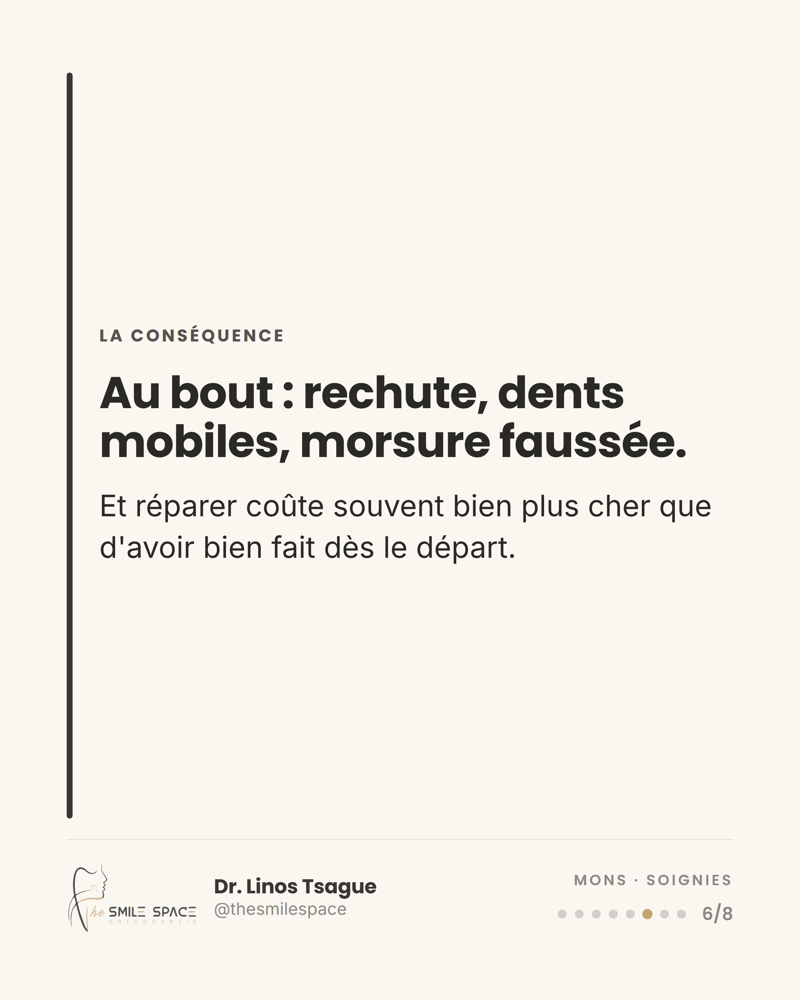 LA CONSÉQUENCE
Au bout : rechute, dents
mobiles, morsure faussée.
Et réparer coûte souvent bien plus cher que
d'avoir bien fait dès le départ.
The SMILE SPACE
ORTHODONTIE
Dr. Linos Tsague
@thesmilespace
MONS · SOIGNIES
6/8